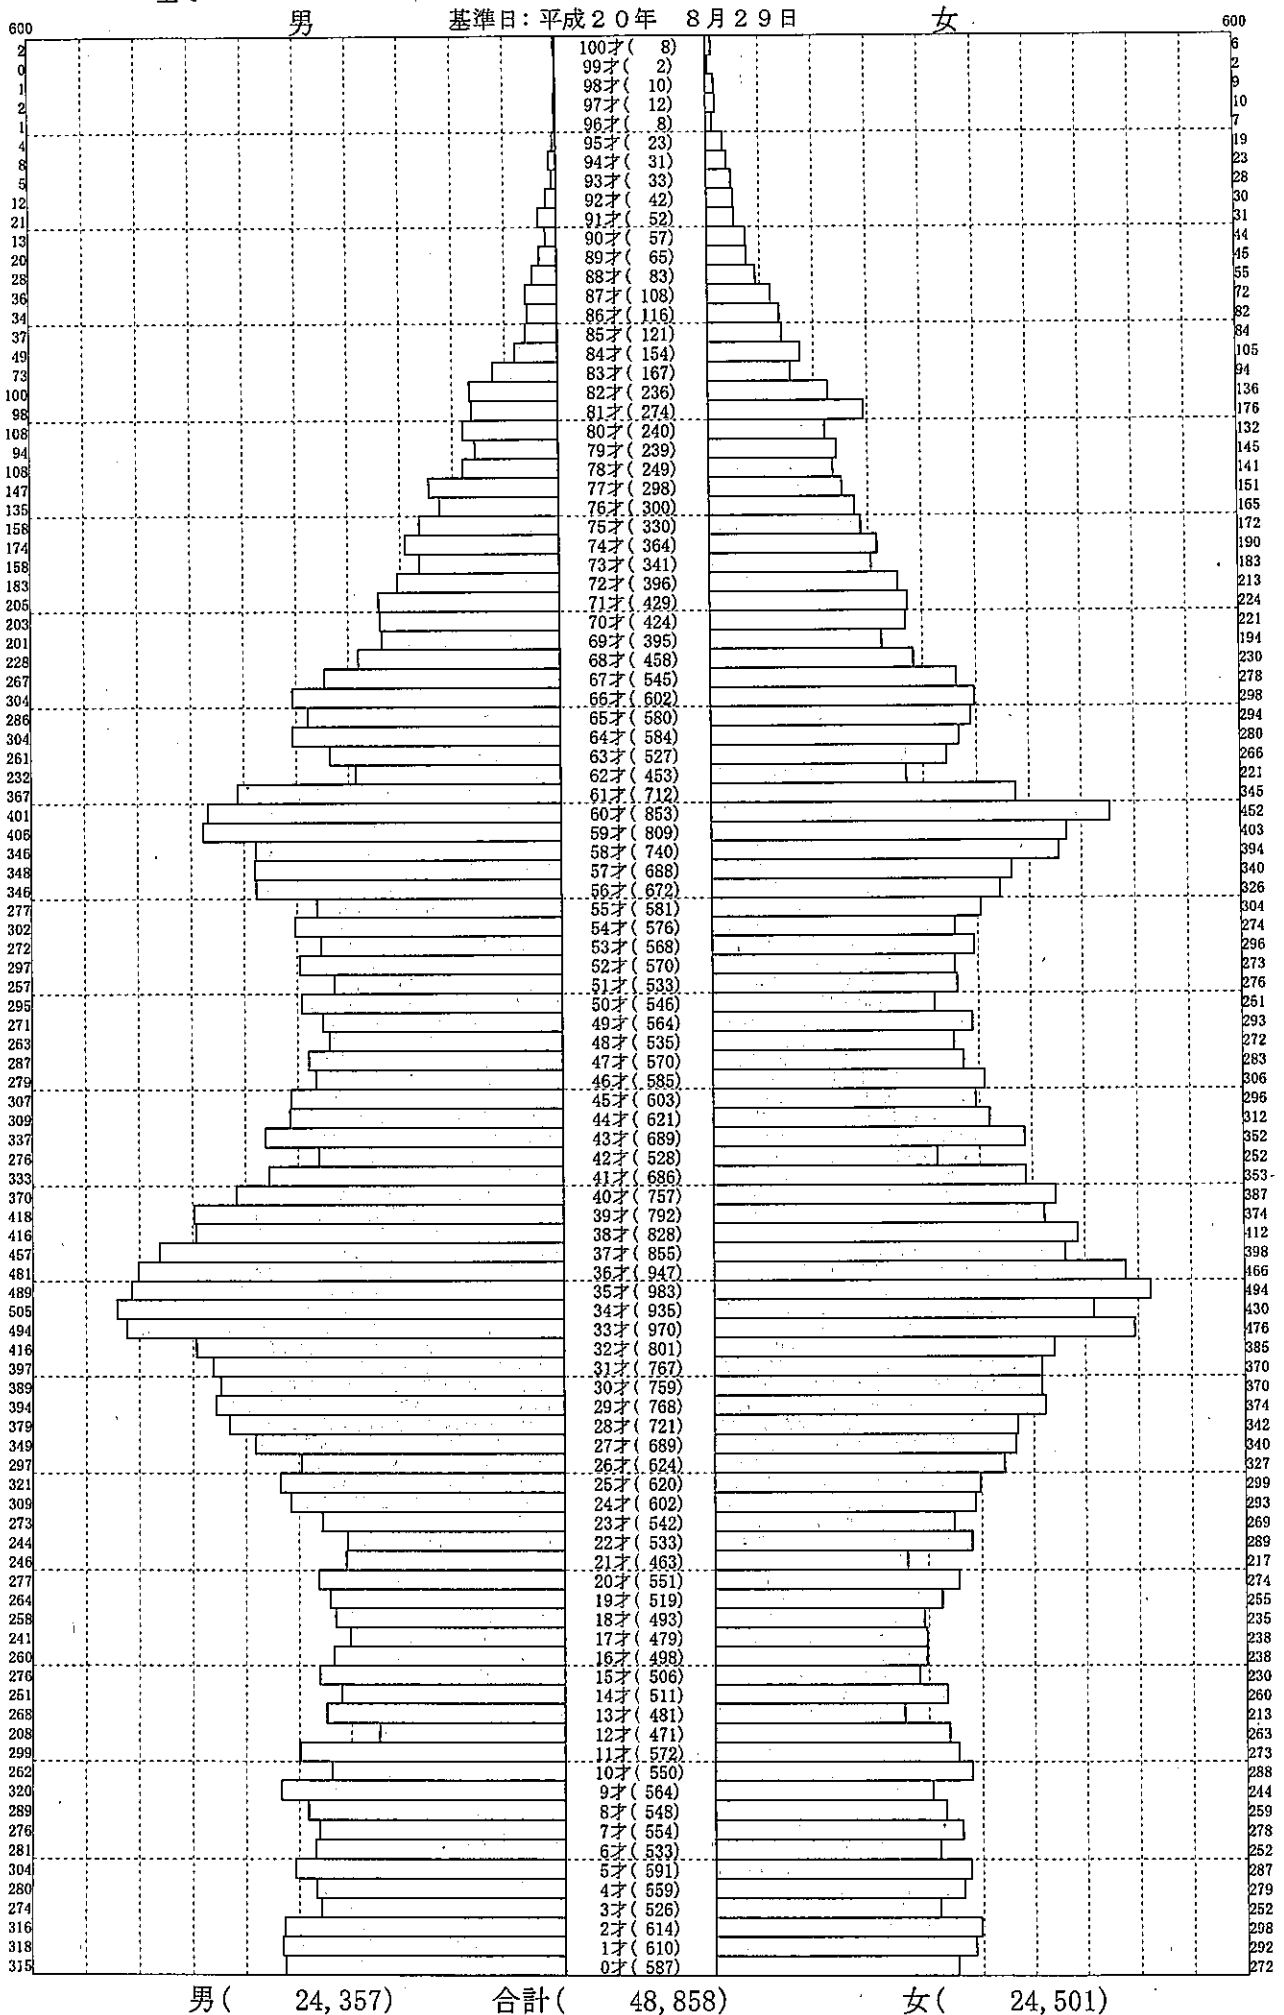 男 基準日：平成２０年 ８月２９日 女
600 600
2 100才( 8) 6
0 99才( 2) 2
1 98才( 10) 9
2 97才( 12) 10
1 96才( 8) 7
4 95才( 23) 19
8 94才( 31) 23
5 93才( 33) 28
12 92才( 42) 30
21 91才( 52) 31
13 90才( 57) 44
20 89才( 65) 45
28 88才( 83) 55
36 87才( 108) 72
34 86才( 116) 82
37 85才( 121) 84
49 84才( 154) 105
73 83才( 167) 94
100 82才( 236) 136
98 81才( 274) 176
108 80才( 240) 132
94 79才( 239) 145
108 78才( 249) 141
147 77才( 298) 151
135 76才( 300) 165
158 75才( 330) 172
174 74才( 364) 190
158 73才( 341) 183
183 72才( 396) 213
205 71才( 429) 224
203 70才( 424) 221
201 69才( 395) 194
228 68才( 458) 230
267 67才( 545) 278
304 66才( 602) 298
286 65才( 580) 294
304 64才( 584) 280
261 63才( 527) 266
232 62才( 453) 221
367 61才( 712) 345
401 60才( 853) 452
406 59才( 809) 403
346 58才( 740) 394
348 57才( 688) 340
346 56才( 672) 326
277 55才( 581) 304
302 54才( 576) 274
272 53才( 568) 296
297 52才( 570) 273
257 51才( 533) 276
295 50才( 546) 251
271 49才( 564) 293
263 48才( 535) 272
287 47才( 570) 283
279 46才( 585) 306
307 45才( 603) 296
309 44才( 621) 312
337 43才( 689) 352
276 42才( 528) 252
333 41才( 686) 353
370 40才( 757) 387
418 39才( 792) 374
416 38才( 828) 412
457 37才( 855) 398
481 36才( 947) 466
489 35才( 983) 494
505 34才( 935) 430
494 33才( 970) 476
416 32才( 801) 385
397 31才( 767) 370
389 30才( 759) 370
394 29才( 768) 374
379 28才( 721) 342
349 27才( 689) 340
297 26才( 624) 327
321 25才( 620) 299
309 24才( 602) 293
273 23才( 542) 269
244 22才( 533) 289
246 21才( 463) 217
277 20才( 551) 274
264 19才( 519) 255
258 18才( 493) 235
241 17才( 479) 238
260 16才( 498) 238
276 15才( 506) 230
251 14才( 511) 260
268 13才( 481) 213
208 12才( 471) 263
299 11才( 572) 273
262 10才( 550) 288
320 9才( 564) 244
289 8才( 548) 259
276 7才( 554) 278
281 6才( 533) 252
304 5才( 591) 287
280 4才( 559) 279
274 3才( 526) 252
316 2才( 614) 298
318 1才( 610) 292
315 0才( 587) 272
男( 24,357) 合計( 48,858) 女( 24,501)